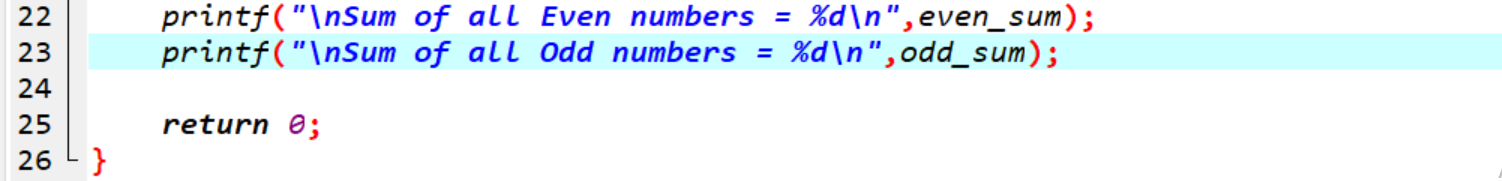 22 printf("\nSum of all Even numbers = %d\n",even_sum);
23 printf("\nSum of all Odd numbers = %d\n",odd_sum);
24
25 return 0;
26 }